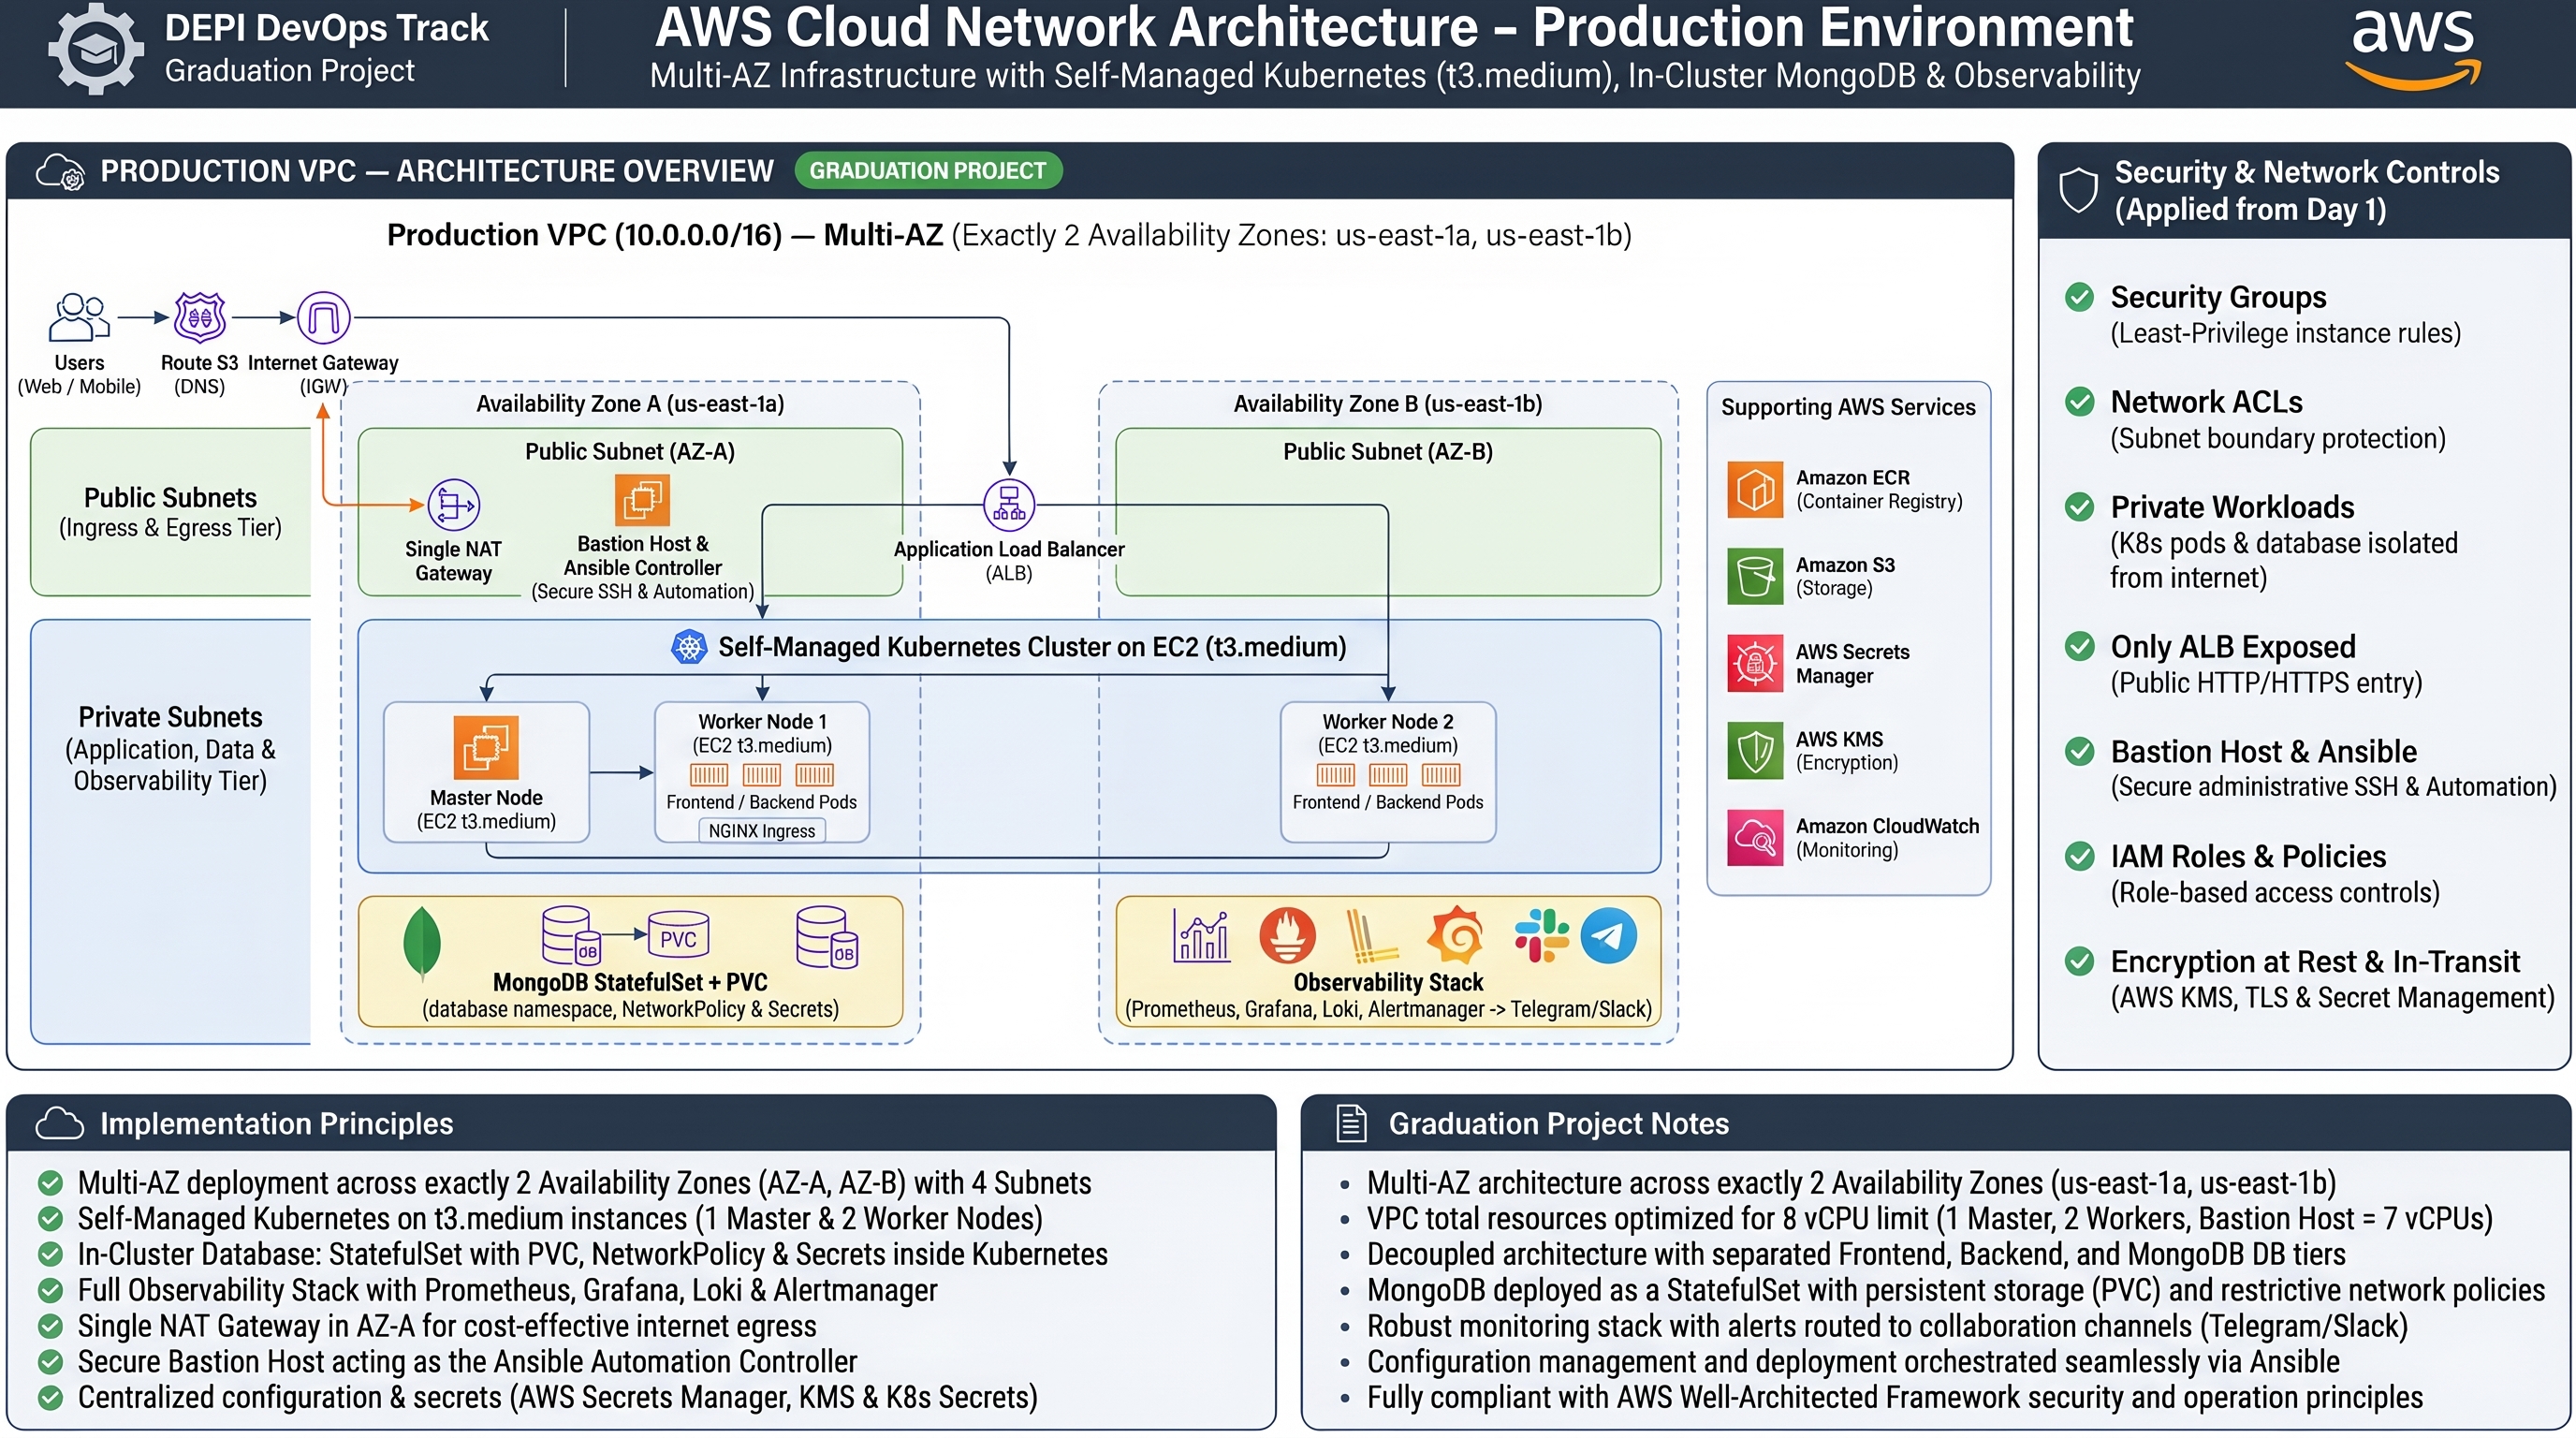 DEPI DevOps Track
Graduation Project
AWS Cloud Network Architecture – Production Environment
Multi-AZ Infrastructure with Self-Managed Kubernetes (t3.medium), In-Cluster MongoDB & Observability
aws
PRODUCTION VPC — ARCHITECTURE OVERVIEW
GRADUATION PROJECT
Production VPC (10.0.0.0/16) — Multi-AZ (Exactly 2 Availability Zones: us-east-1a, us-east-1b)
Users
(Web / Mobile)
Route S3
(DNS)
Internet Gateway
(IGW)
Public Subnets
(Ingress & Egress Tier)
Private Subnets
(Application, Data &
Observability Tier)
Availability Zone A (us-east-1a)
Public Subnet (AZ-A)
Single NAT
Gateway
Bastion Host &
Ansible Controller
(Secure SSH & Automation)
Application Load Balancer
(ALB)
Availability Zone B (us-east-1b)
Public Subnet (AZ-B)
Self-Managed Kubernetes Cluster on EC2 (t3.medium)
Master Node
(EC2 t3.medium)
Worker Node 1
(EC2 t3.medium)
Frontend / Backend Pods
NGINX Ingress
Worker Node 2
(EC2 t3.medium)
Frontend / Backend Pods
OB
PVC
OB
MongoDB StatefulSet + PVC
(database namespace, NetworkPolicy & Secrets)
Observability Stack
(Prometheus, Grafana, Loki, Alertmanager -> Telegram/Slack)
Supporting AWS Services
Amazon ECR
(Container Registry)
Amazon S3
(Storage)
AWS Secrets
Manager
AWS KMS
(Encryption)
Amazon CloudWatch
(Monitoring)
Security & Network Controls
(Applied from Day 1)
Security Groups
(Least-Privilege instance rules)
Network ACLs
(Subnet boundary protection)
Private Workloads
(K8s pods & database isolated
from internet)
Only ALB Exposed
(Public HTTP/HTTPS entry)
Bastion Host & Ansible
(Secure administrative SSH & Automation)
IAM Roles & Policies
(Role-based access controls)
Encryption at Rest & In-Transit
(AWS KMS, TLS & Secret Management)
Implementation Principles
Multi-AZ deployment across exactly 2 Availability Zones (AZ-A, AZ-B) with 4 Subnets
Self-Managed Kubernetes on t3.medium instances (1 Master & 2 Worker Nodes)
In-Cluster Database: StatefulSet with PVC, NetworkPolicy & Secrets inside Kubernetes
Full Observability Stack with Prometheus, Grafana, Loki & Alertmanager
Single NAT Gateway in AZ-A for cost-effective internet egress
Secure Bastion Host acting as the Ansible Automation Controller
Centralized configuration & secrets (AWS Secrets Manager, KMS & K8s Secrets)
Graduation Project Notes
• Multi-AZ architecture across exactly 2 Availability Zones (us-east-1a, us-east-1b)
• VPC total resources optimized for 8 vCPU limit (1 Master, 2 Workers, Bastion Host = 7 vCPUs)
• Decoupled architecture with separated Frontend, Backend, and MongoDB DB tiers
• MongoDB deployed as a StatefulSet with persistent storage (PVC) and restrictive network policies
• Robust monitoring stack with alerts routed to collaboration channels (Telegram/Slack)
• Configuration management and deployment orchestrated seamlessly via Ansible
• Fully compliant with AWS Well-Architected Framework security and operation principles